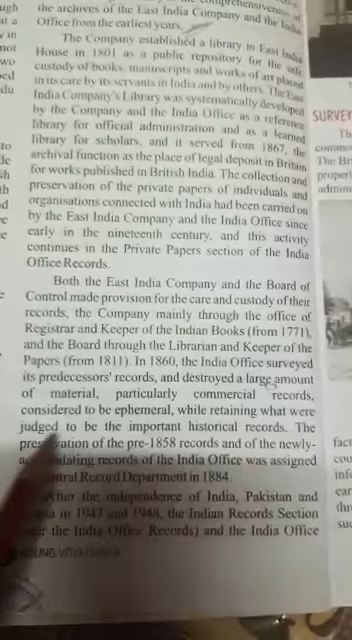 the archives of the East India Company and the India
Office from the earliest years.
The Company established a library in East India
House in 1801 as a public repository for the safe
custody of books, manuscripts and works of art placed
in its care by its servants in India and by others. The East
India Company's Library was systematically developed
by the Company and the India Office as a reference
library for official administration and as a learned
library for scholars, and it served from 1867, the
archival function as the place of legal deposit in Britain
for works published in British India. The collection and
preservation of the private papers of individuals and
organisations connected with India had been carried on
by the East India Company and the India Office since
early in the nineteenth century, and this activity
continues in the Private Papers section of the India
Office Records.
Both the East India Company and the Board of
Control made provision for the care and custody of their
records, the Company mainly through the office of
Registrar and Keeper of the Indian Books (from 1771),
and the Board through the Librarian and Keeper of the
Papers (from 1811). In 1860, the India Office surveyed
its predecessors' records, and destroyed a large amount
of material, particularly commercial records,
considered to be ephemeral, while retaining what were
judged to be the important historical records. The
preservation of the pre-1858 records and of the newly-
records of the India Office was assigned
Record Department in 1884.
After the independence of India, Pakistan and
in 1947 and 1948, the Indian Records Section
the India Office Records) and the India Office
SURVEY